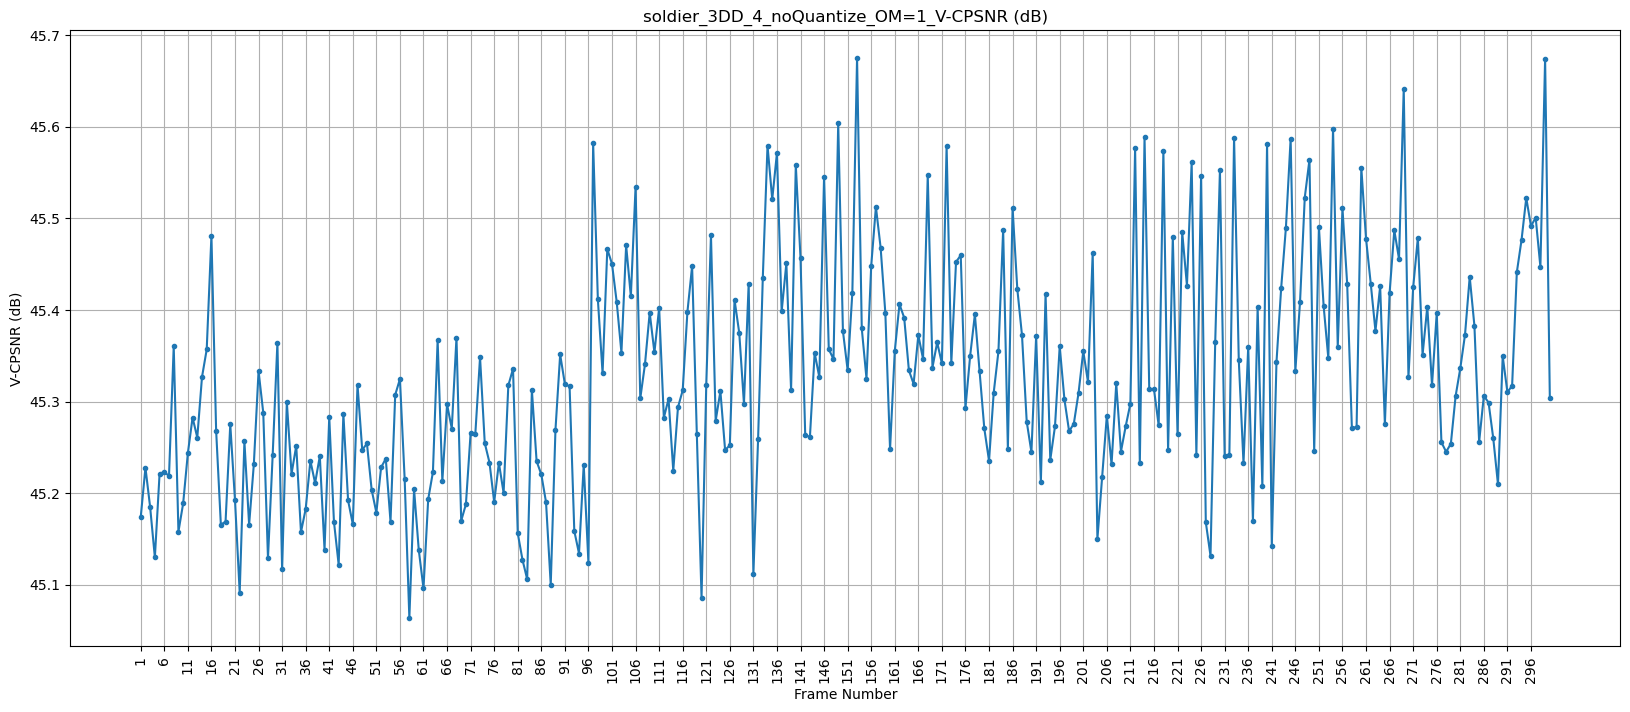 soldier_3DD_4_noQuantize_OM=1_V-CPSNR (dB)
45.7
45.6
45.5
45.4
45.3
45.2
45.1
V-CPSNR (dB)
1 6 11 16 21 26 31 36 41 46 51 56 61 66 71 76 81 86 91 96 101 106 111 116 121 126 131 136 141 146 151 156 161 166 171 176 181 186 191 196 201 206 211 216 221 226 231 236 241 246 251 256 261 266 271 276 281 286 291 296
Frame Number